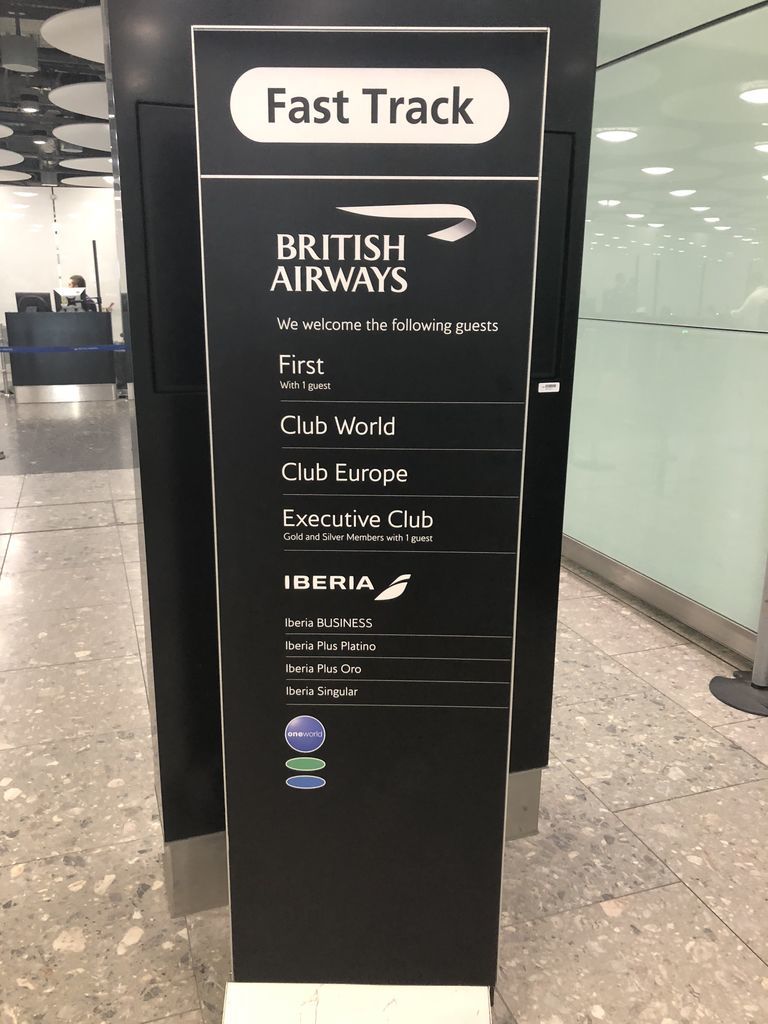 Fast Track
BRITISH
AIRWAYS
We welcome the following guests
First
With 1 guest
Club World
Club Europe
Executive Club
Gold and Silver Members with 1 guest
IBERIA
Iberia BUSINESS
Iberia Plus Platino
Iberia Plus Oro
Iberia Singular
oneworld